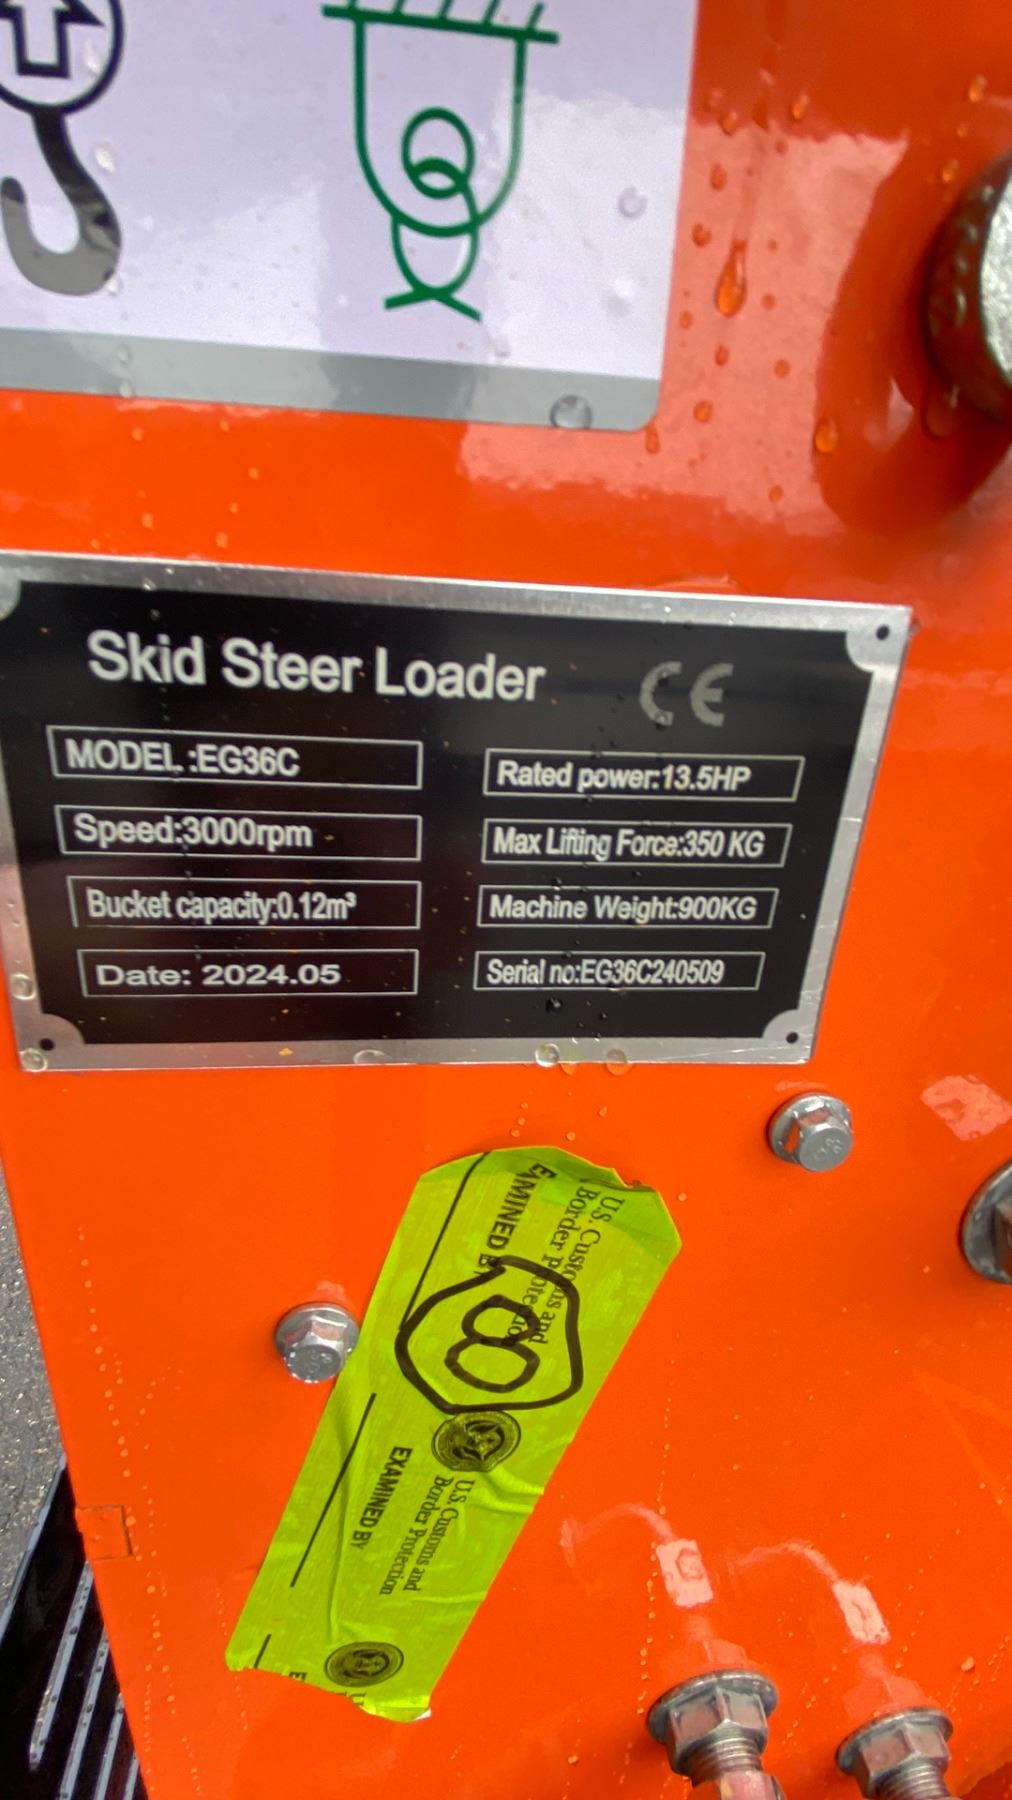 Skid Steer Loader CE
MODEL:EG36C
Rated power:13.5HP
Speed:3000rpm
Max Lifting Force:350 KG
Bucket capacity:0.12m³
Machine Weight:900KG
Date: 2024.05
Serial no:EG36C240509
U.S. Customs and
Border Protection
EXAMINED BY
8
U.S. Customs and
Border Protection
EXAMINED BY